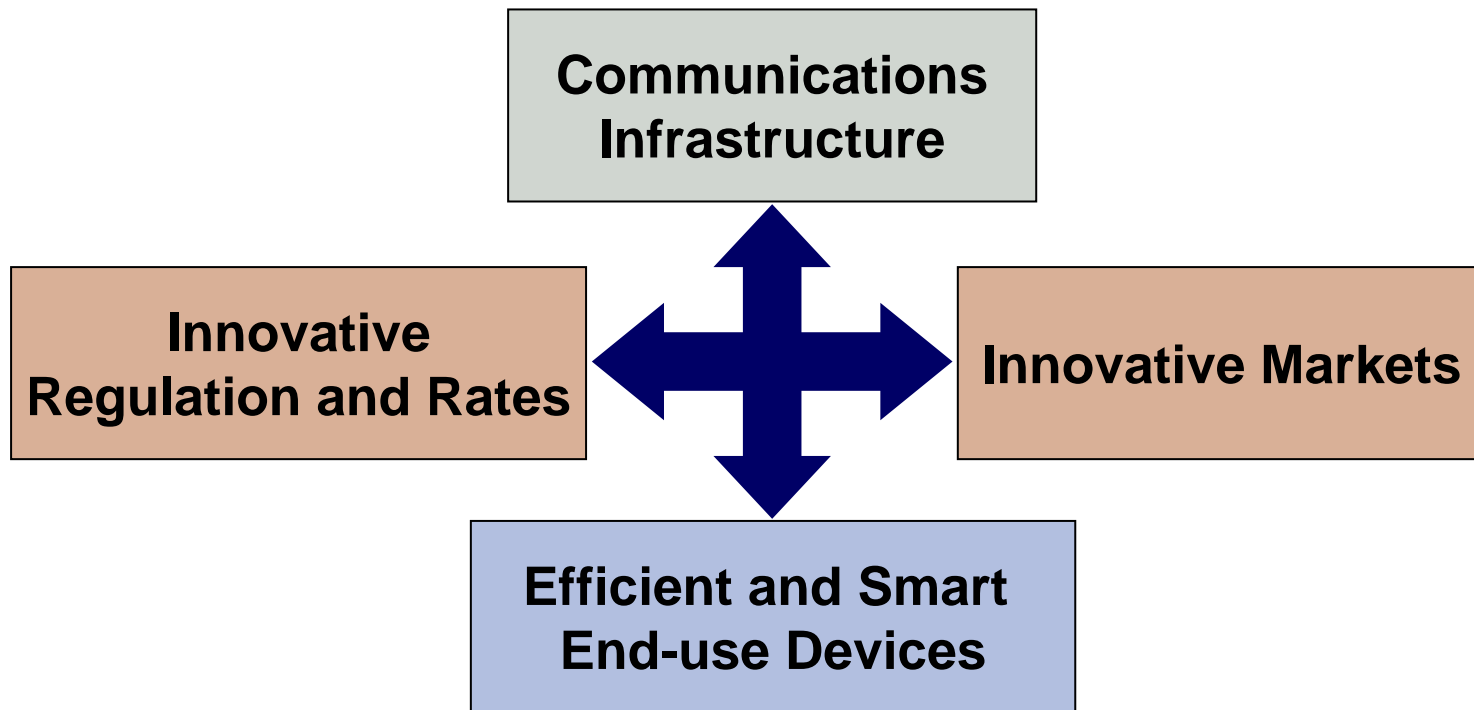 Communications
Infrastructure
Innovative
Regulation and Rates
Innovative Markets
Efficient and Smart
End-use Devices